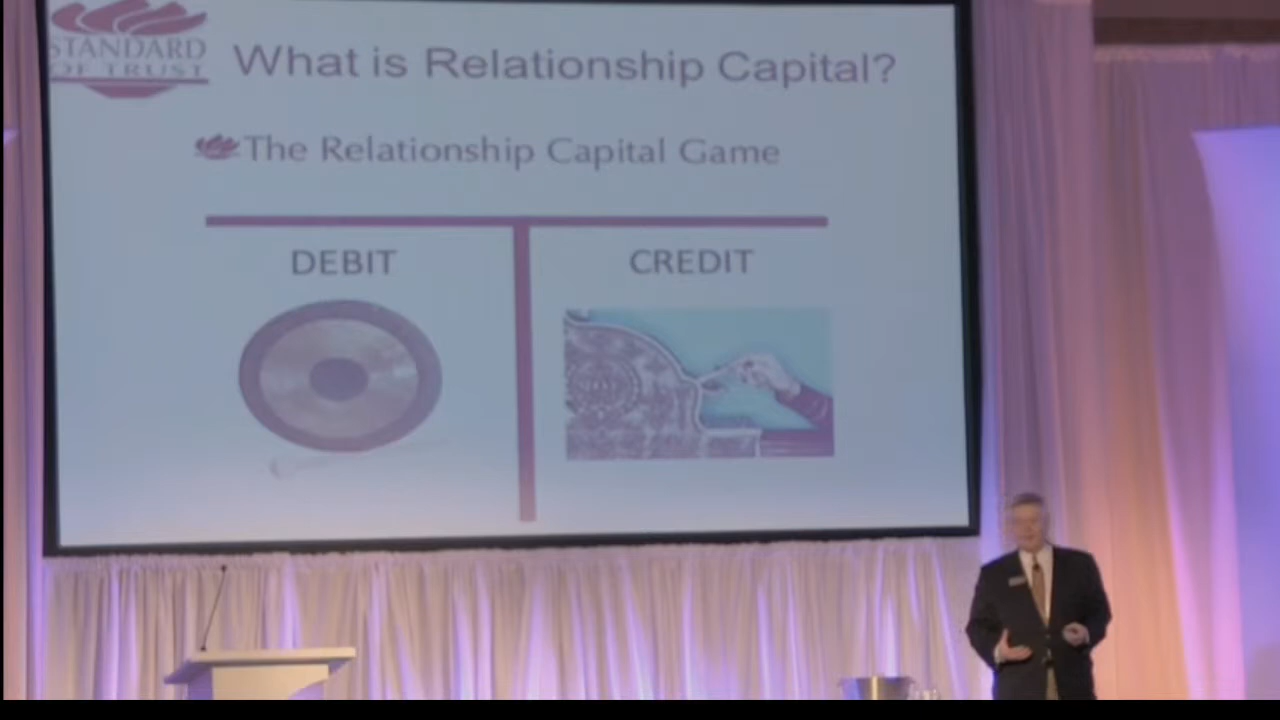 STANDARD
OF TRUST
What is Relationship Capital?
The Relationship Capital Game
DEBIT
CREDIT